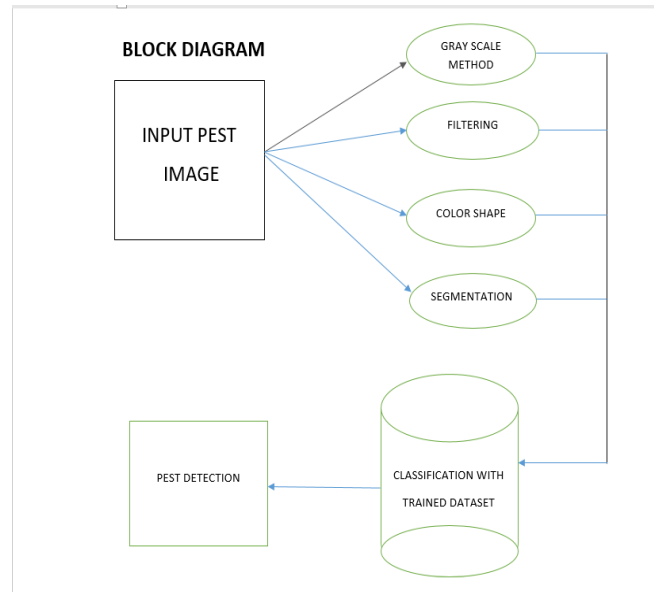 BLOCK DIAGRAM
INPUT PEST
IMAGE
GRAY SCALE
METHOD
FILTERING
COLOR SHAPE
SEGMENTATION
CLASSIFICATION WITH
TRAINED DATASET
PEST DETECTION